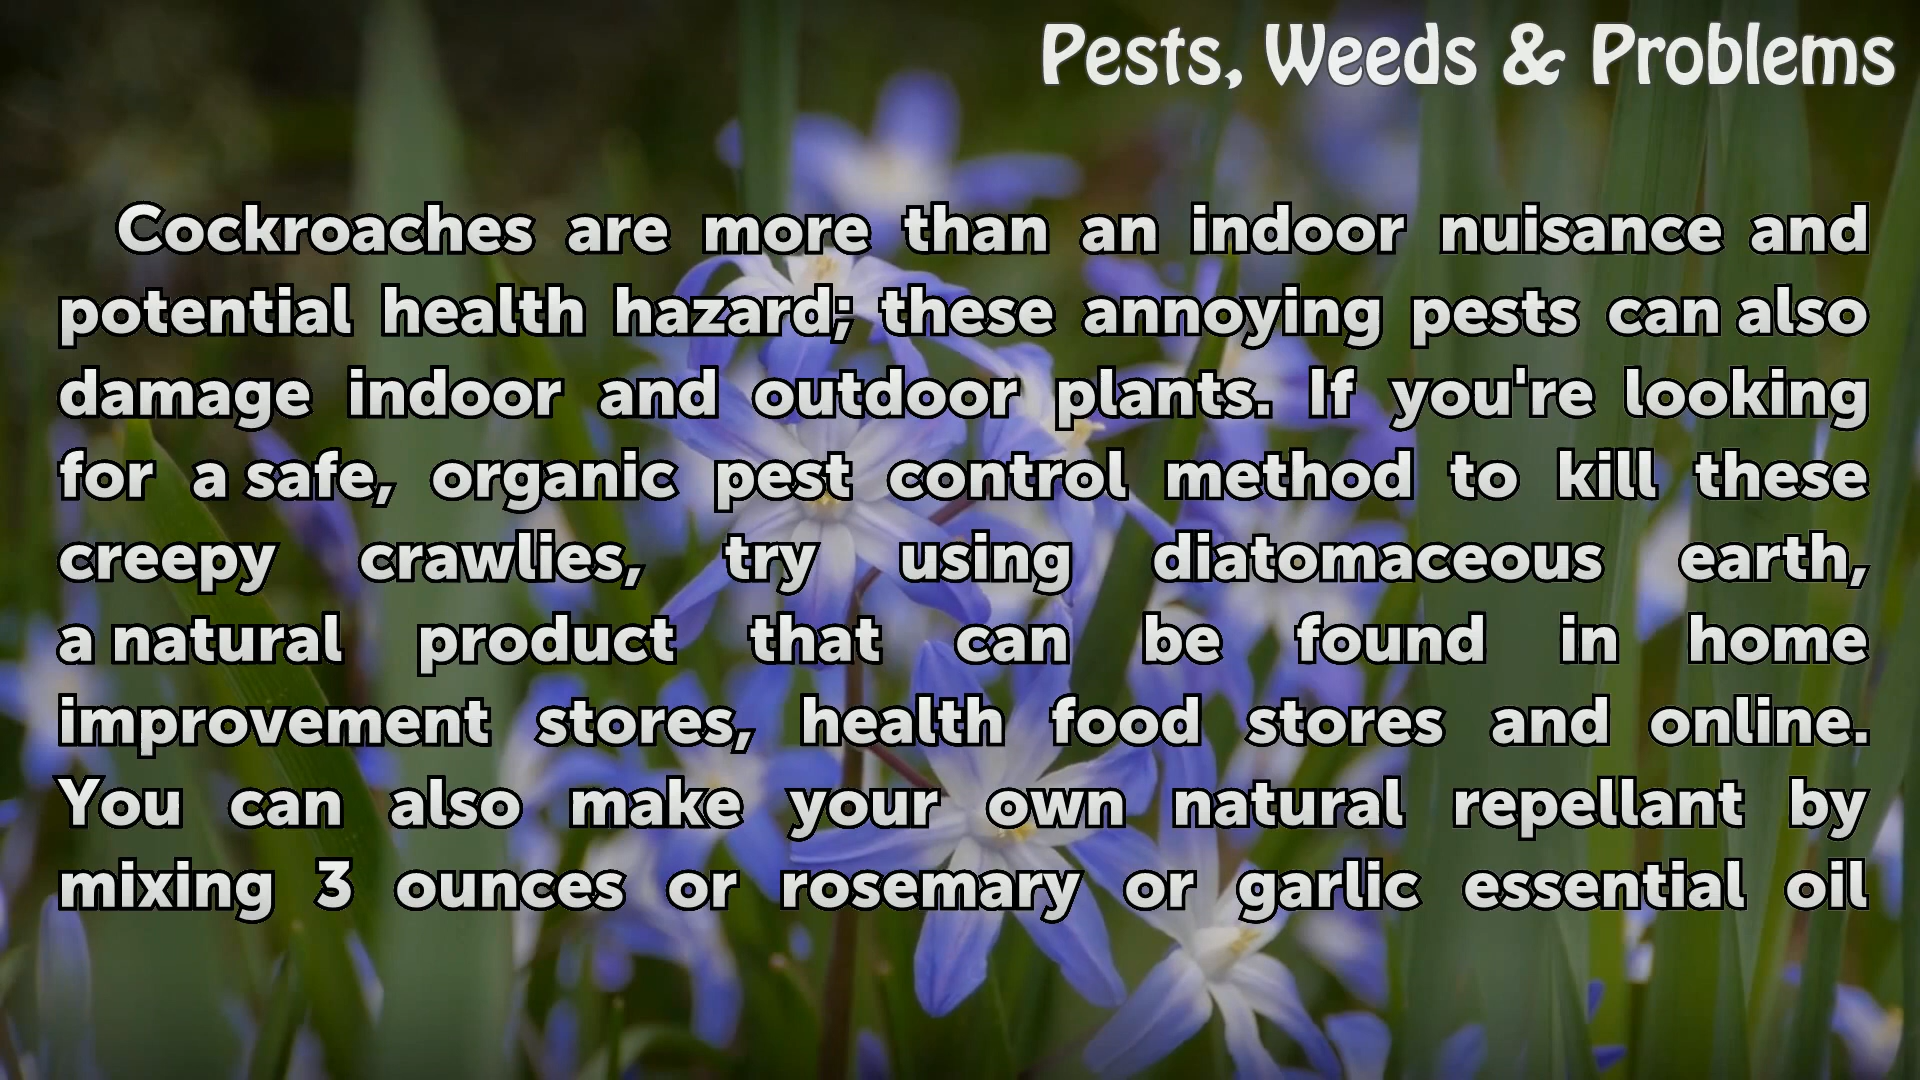 Pests, Weeds & Problems
Cockroaches are more than an indoor nuisance and
potential health hazard; these annoying pests can also
damage indoor and outdoor plants. If you're looking
for a safe, organic pest control method to kill these
creepy crawlies, try using diatomaceous earth,
a natural product that can be found in home
improvement stores, health food stores and online.
You can also make your own natural repellant by
mixing 3 ounces or rosemary or garlic essential oil